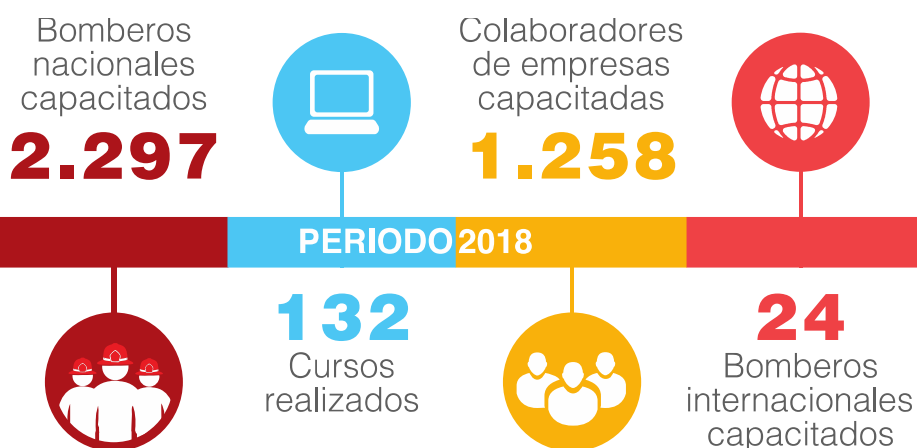 Bomberos
nacionales
capacitados
2.297
Colaboradores
de empresas
capacitadas
1.258
PERIODO 2018
132
Cursos
realizados
24
Bomberos
internacionales
capacitados